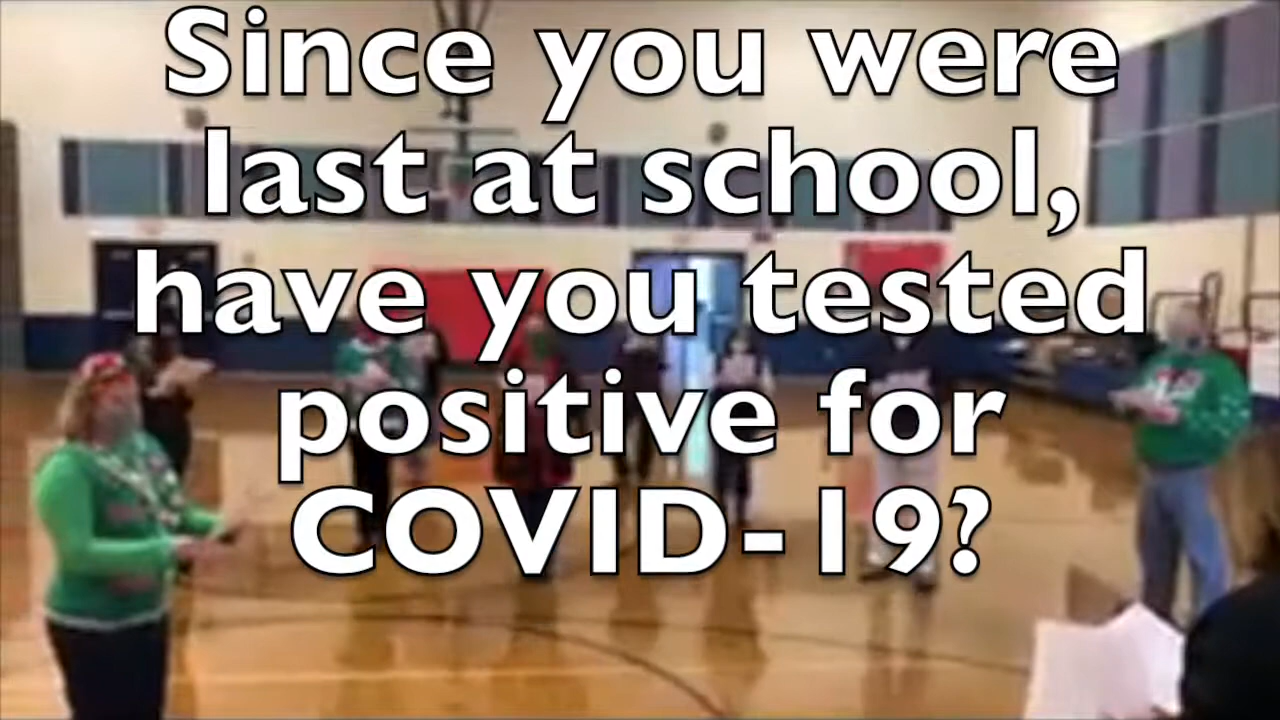 Since you were
last at school,
have you tested
positive for
COVID-19?